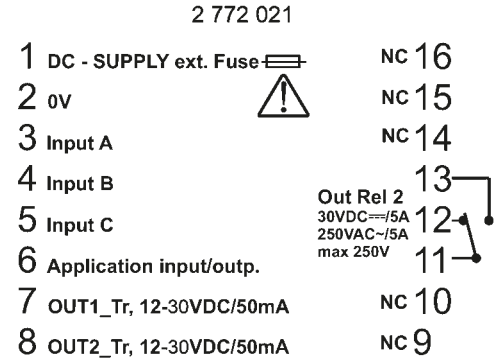 2 772 021
1 DC - SUPPLY ext. Fuse
2 0V
3 Input A
4 Input B
5 Input C
6 Application input/outp.
7 OUT1_Tr, 12-30VDC/50mA
8 OUT2_Tr, 12-30VDC/50mA
NC 16
NC 15
NC 14
13
Out Rel 2
30VDC⎓/5A 12
250VAC~/5A
max 250V 11
NC 10
NC 9